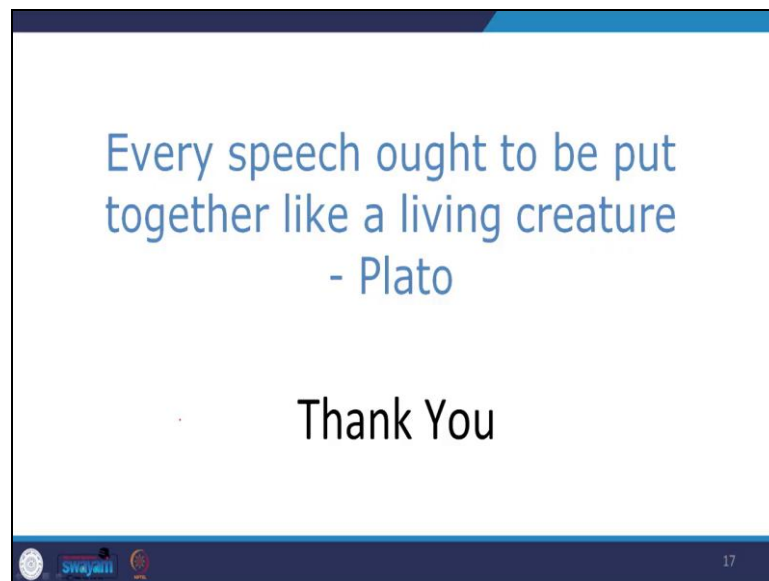 Every speech ought to be put
together like a living creature
- Plato
Thank You
swayam
17